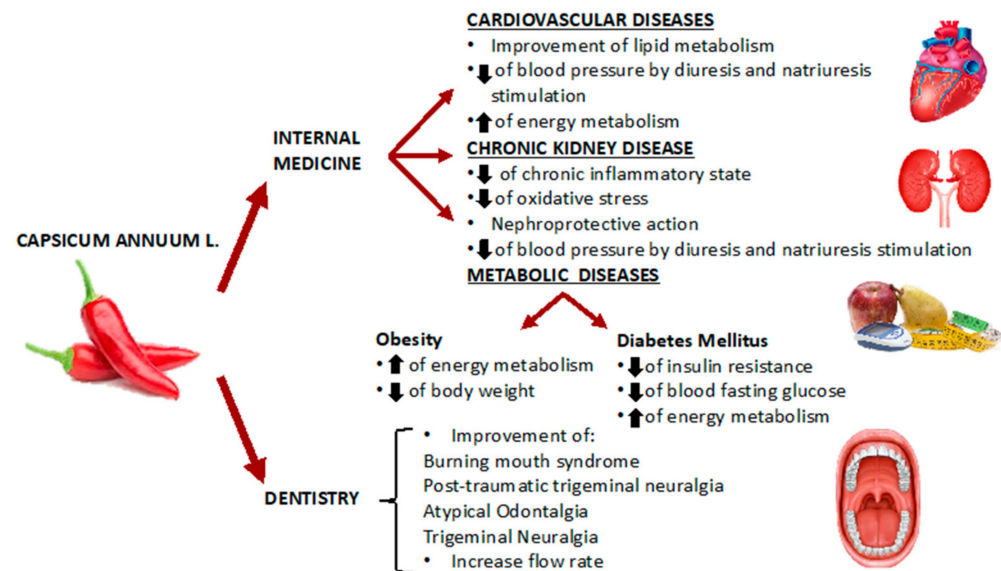 CARDIOVASCULAR DISEASES
• Improvement of lipid metabolism
• ⬇ of blood pressure by diuresis and natriuresis
stimulation
• ⬆ of energy metabolism
INTERNAL
MEDICINE
CHRONIC KIDNEY DISEASE
• ⬇ of chronic inflammatory state
• ⬇ of oxidative stress
• Nephroprotective action
• ⬇ of blood pressure by diuresis and natriuresis stimulation
CAPSICUM ANNUUM L.
METABOLIC DISEASES
Obesity
• ⬆ of energy metabolism
• ⬇ of body weight
Diabetes Mellitus
• ⬇ of insulin resistance
• ⬇ of blood fasting glucose
• ⬆ of energy metabolism
DENTISTRY
• Improvement of:
Burning mouth syndrome
Post-traumatic trigeminal neuralgia
Atypical Odontalgia
Trigeminal Neuralgia
• Increase flow rate